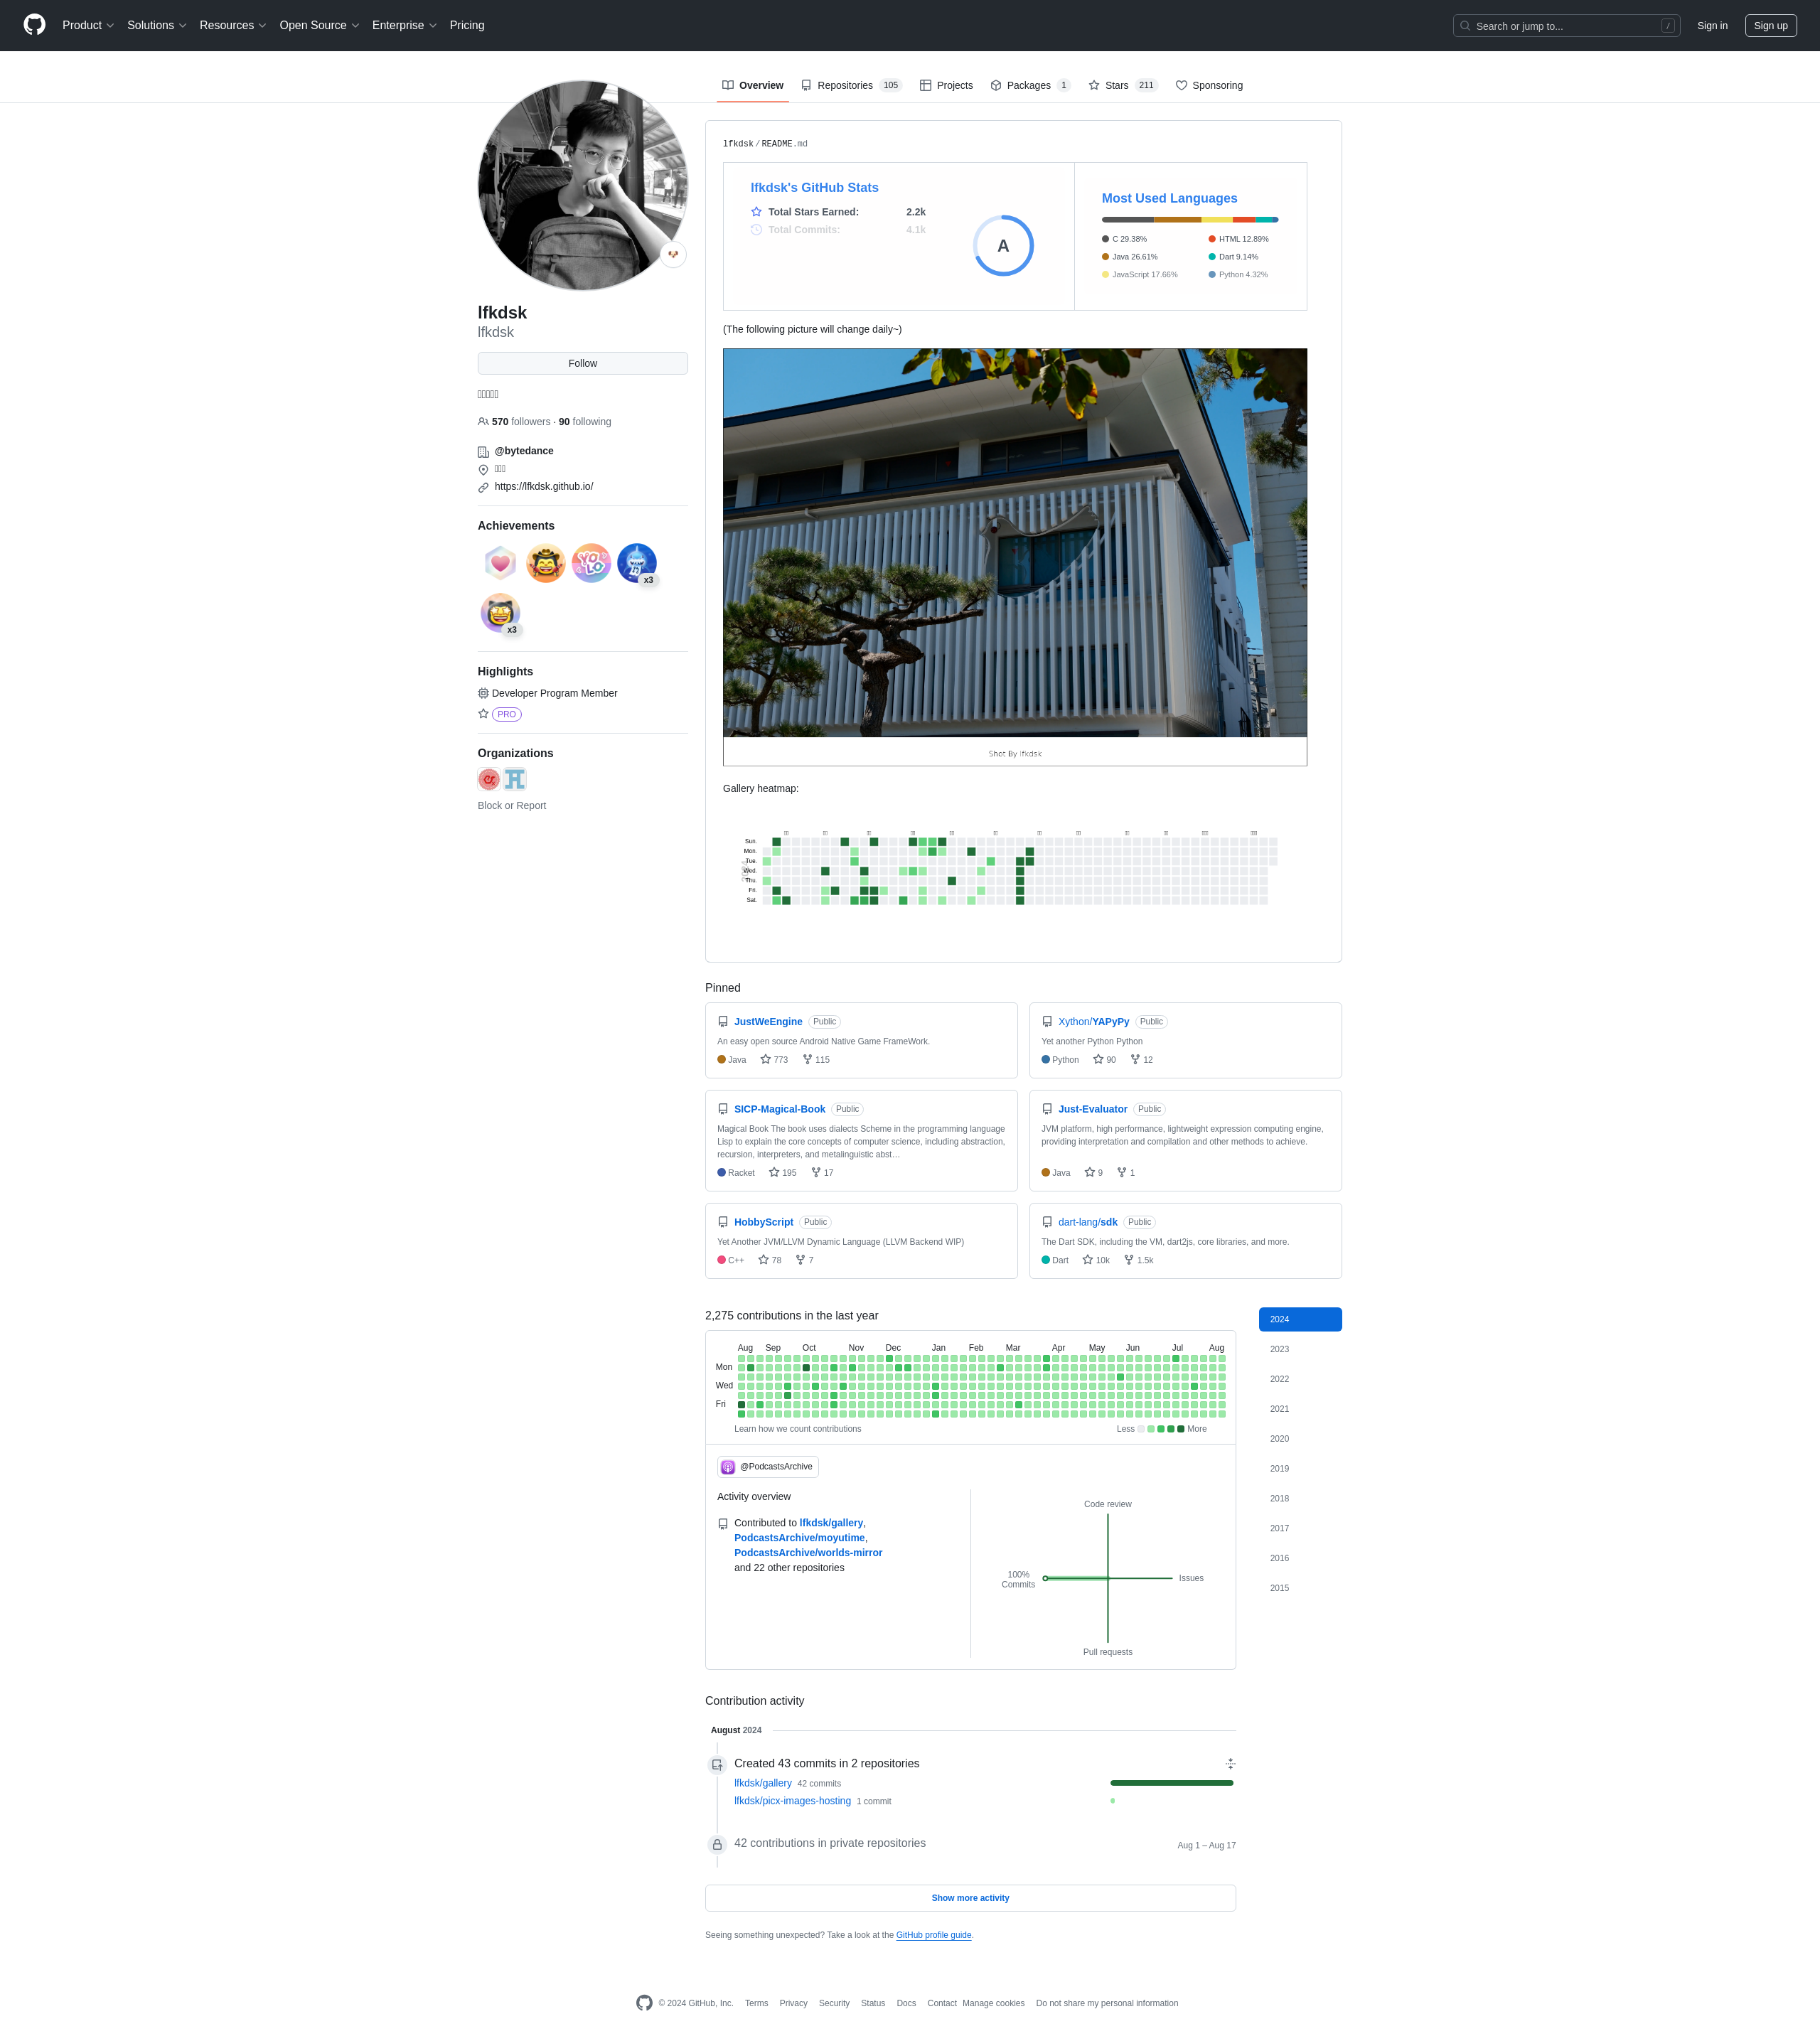 Product Solutions Resources Open Source Enterprise Pricing
Search or jump to... /
Sign in
Sign up
Overview
Repositories 105
Projects
Packages 1
Stars 211
Sponsoring
lfkdsk
lfkdsk
Follow
570 followers · 90 following
@bytedance
https://lfkdsk.github.io/
Achievements
YOLO
x3
x3
Highlights
Developer Program Member
PRO
Organizations
Block or Report
lfkdsk / README.md
lfkdsk's GitHub Stats
Total Stars Earned: 2.2k
Total Commits: 4.1k
A
Most Used Languages
C 29.38%
Java 26.61%
JavaScript 17.66%
HTML 12.89%
Dart 9.14%
Python 4.32%
(The following picture will change daily~)
Shot By lfkdsk
Gallery heatmap:
Sun.
Mon.
Tue.
Wed.
Thu.
Fri.
Sat.
Pinned
JustWeEngine Public
An easy open source Android Native Game FrameWork.
Java 773 115
Xython/YAPyPy Public
Yet another Python Python
Python 90 12
SICP-Magical-Book Public
Magical Book The book uses dialects Scheme in the programming language
Lisp to explain the core concepts of computer science, including abstraction,
recursion, interpreters, and metalinguistic abst…
Racket 195 17
Just-Evaluator Public
JVM platform, high performance, lightweight expression computing engine,
providing interpretation and compilation and other methods to achieve.
Java 9 1
HobbyScript Public
Yet Another JVM/LLVM Dynamic Language (LLVM Backend WIP)
C++ 78 7
dart-lang/sdk Public
The Dart SDK, including the VM, dart2js, core libraries, and more.
Dart 10k 1.5k
2,275 contributions in the last year
Aug Sep Oct Nov Dec Jan Feb Mar Apr May Jun Jul Aug
Mon
Wed
Fri
Learn how we count contributions
Less More
@PodcastsArchive
Activity overview
Contributed to lfkdsk/gallery,
PodcastsArchive/moyutime,
PodcastsArchive/worlds-mirror
and 22 other repositories
Code review
100%
Commits
Issues
Pull requests
2024
2023
2022
2021
2020
2019
2018
2017
2016
2015
Contribution activity
August 2024
Created 43 commits in 2 repositories
lfkdsk/gallery 42 commits
lfkdsk/picx-images-hosting 1 commit
42 contributions in private repositories
Aug 1 – Aug 17
Show more activity
Seeing something unexpected? Take a look at the GitHub profile guide.
© 2024 GitHub, Inc. Terms Privacy Security Status Docs Contact Manage cookies Do not share my personal information